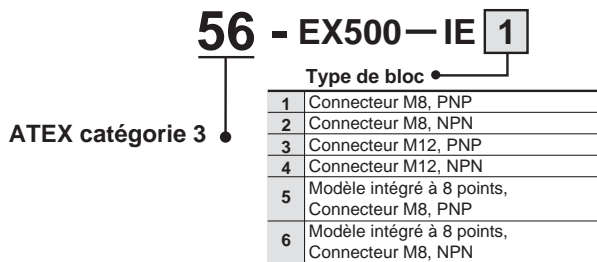 56 - EX500 — IE 1
Type de bloc
ATEX catégorie 3
1 Connecteur M8, PNP
2 Connecteur M8, NPN
3 Connecteur M12, PNP
4 Connecteur M12, NPN
5 Modèle intégré à 8 points,
Connecteur M8, PNP
6 Modèle intégré à 8 points,
Connecteur M8, NPN